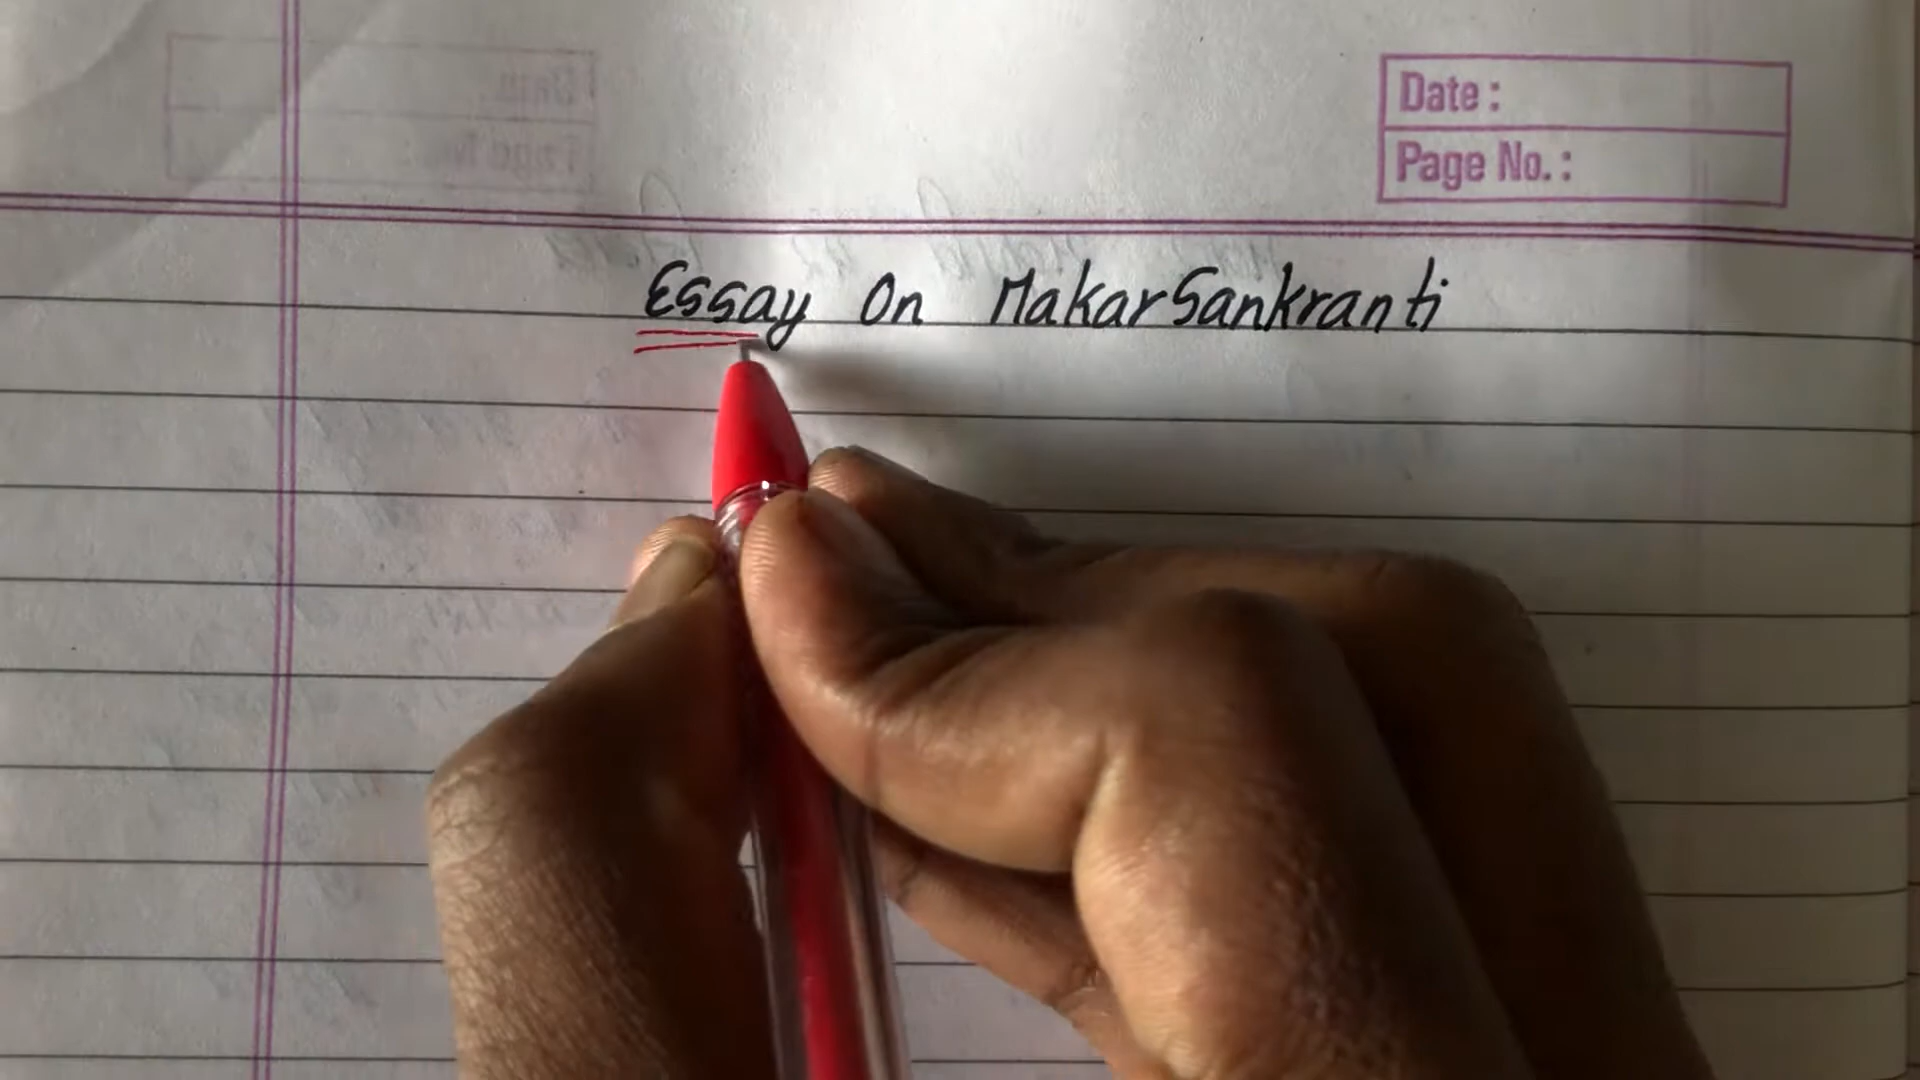 Date :
Page No. :
Essay On MakarSankranti